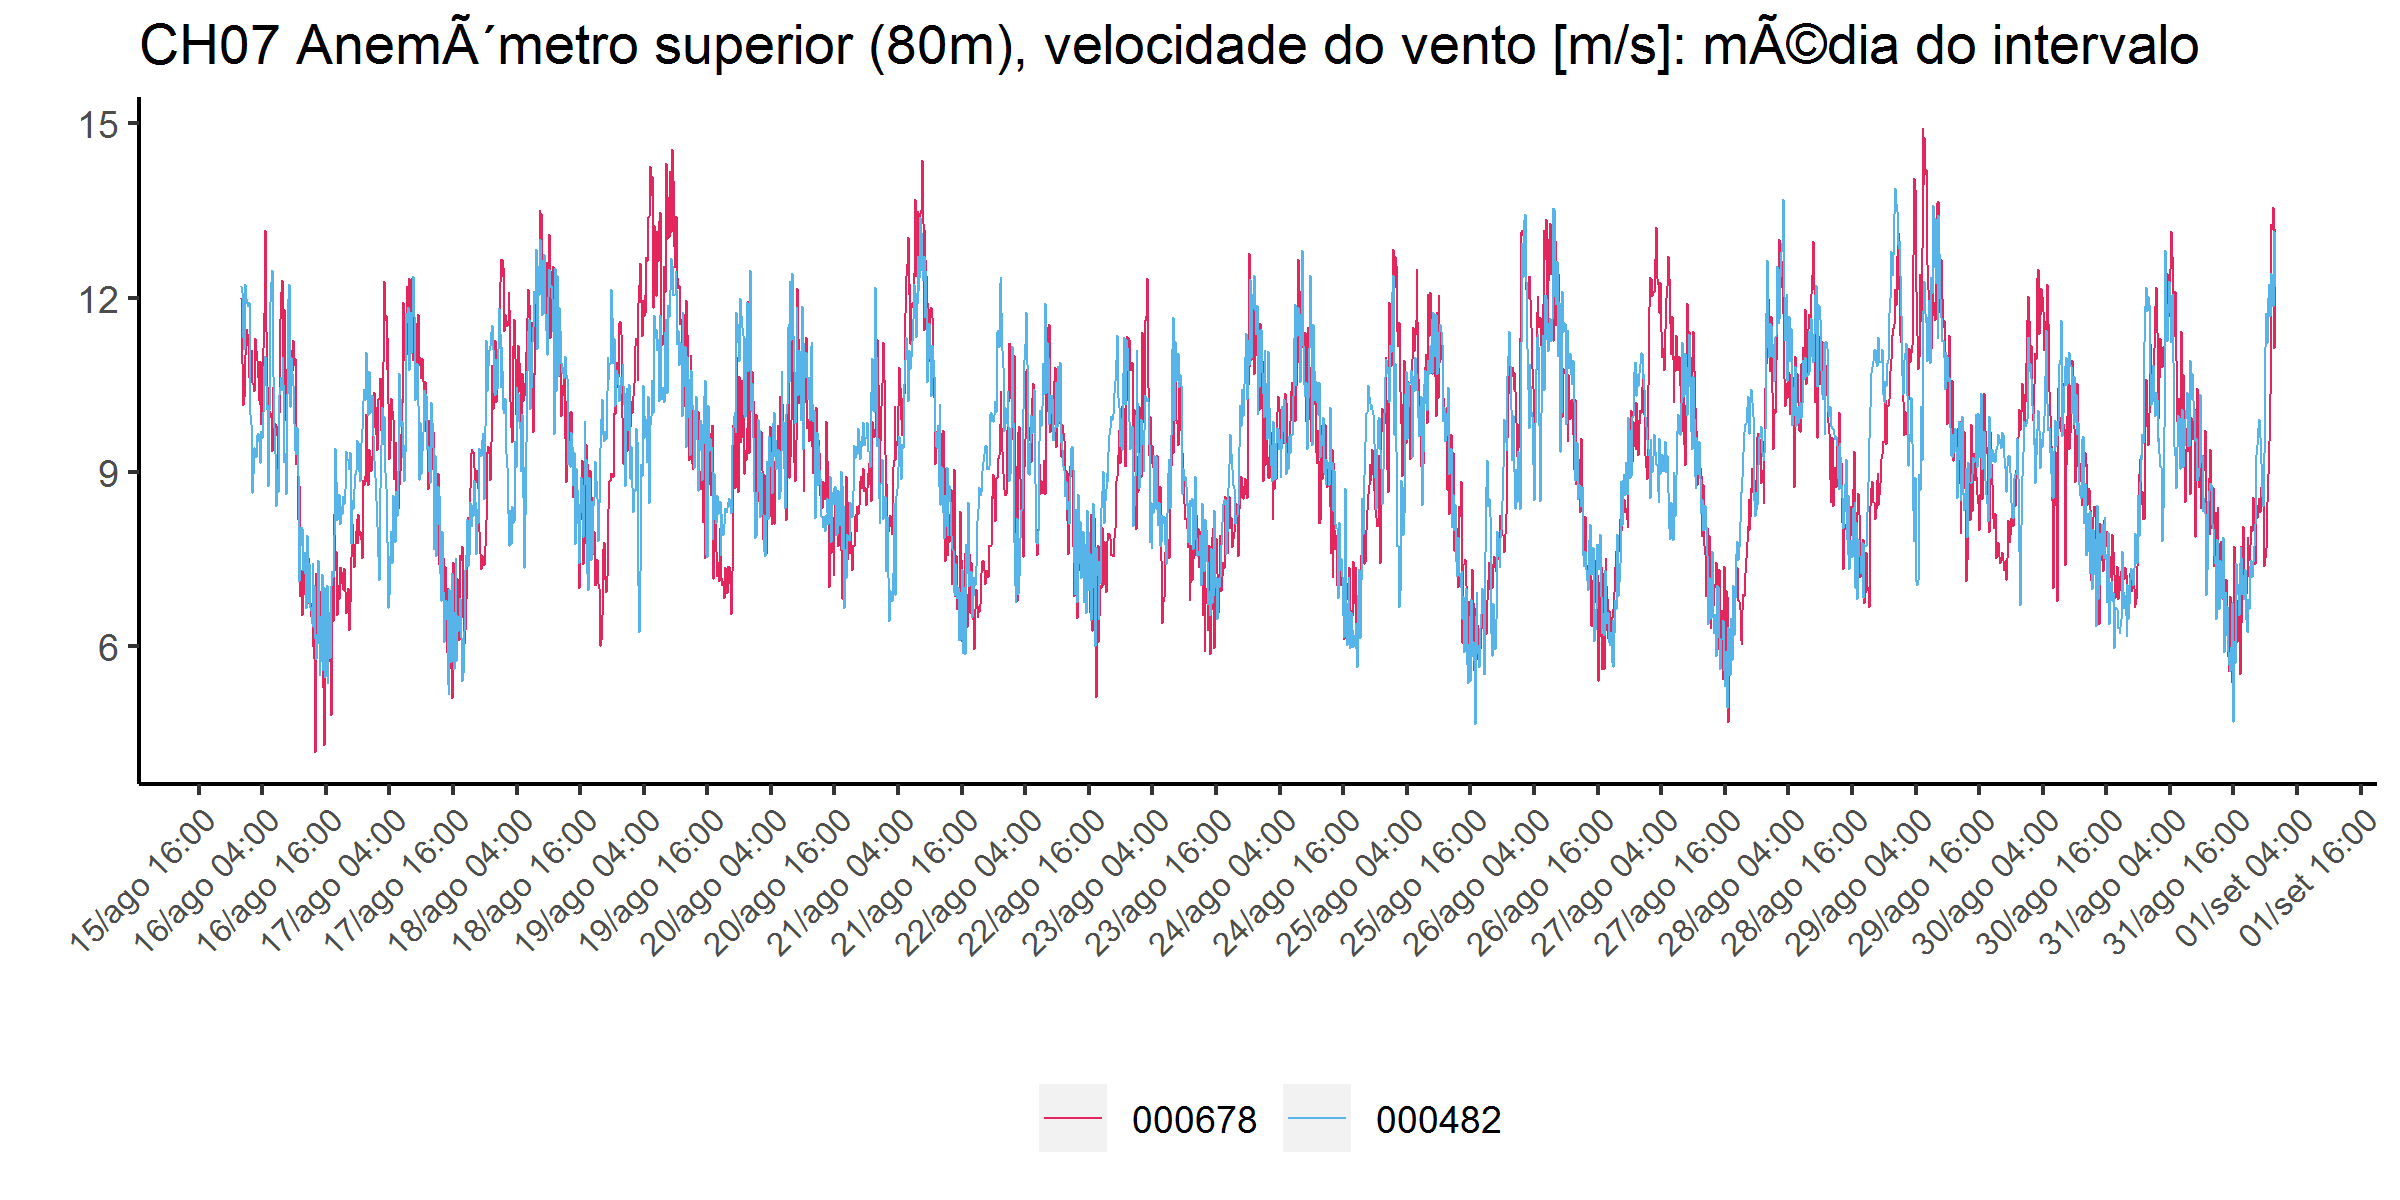 CH07 AnemÃ´metro superior (80m), velocidade do vento [m/s]: mÃ©dia do intervalo
15
12
9
6
15/ago 16:00
16/ago 04:00
16/ago 16:00
17/ago 04:00
17/ago 16:00
18/ago 04:00
18/ago 16:00
19/ago 04:00
19/ago 16:00
20/ago 04:00
20/ago 16:00
21/ago 04:00
21/ago 16:00
22/ago 04:00
22/ago 16:00
23/ago 04:00
23/ago 16:00
24/ago 04:00
24/ago 16:00
25/ago 04:00
25/ago 16:00
26/ago 04:00
26/ago 16:00
27/ago 04:00
27/ago 16:00
28/ago 04:00
28/ago 16:00
29/ago 04:00
29/ago 16:00
30/ago 04:00
30/ago 16:00
31/ago 04:00
31/ago 16:00
01/set 04:00
01/set 16:00
000678
000482